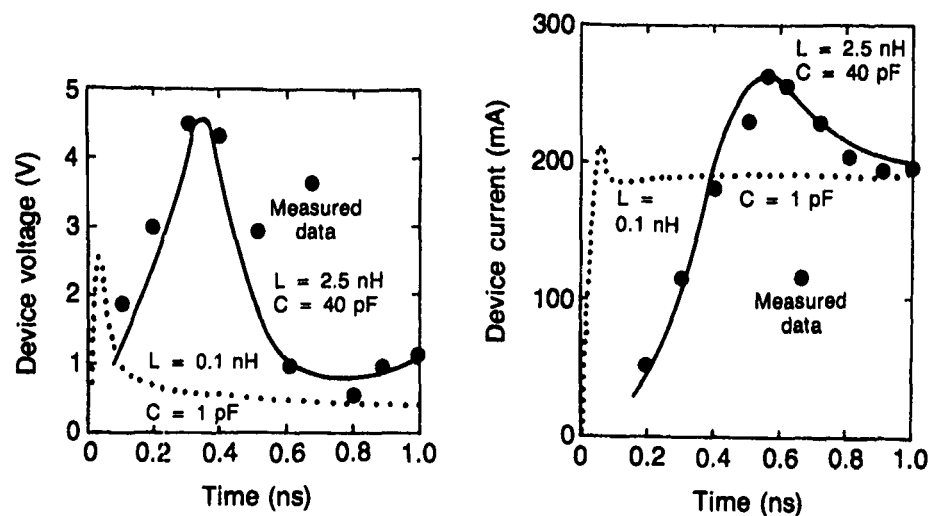 5
4
3
2
1
0
Device voltage (V)
Measured
data
L = 2.5 nH
C = 40 pF
L = 0.1 nH
C = 1 pF
0 0.2 0.4 0.6 0.8 1.0
Time (ns)
300
200
100
0
Device current (mA)
L = 2.5 nH
C = 40 pF
L =
0.1 nH
C = 1 pF
Measured
data
0 0.2 0.4 0.6 0.8 1.0
Time (ns)